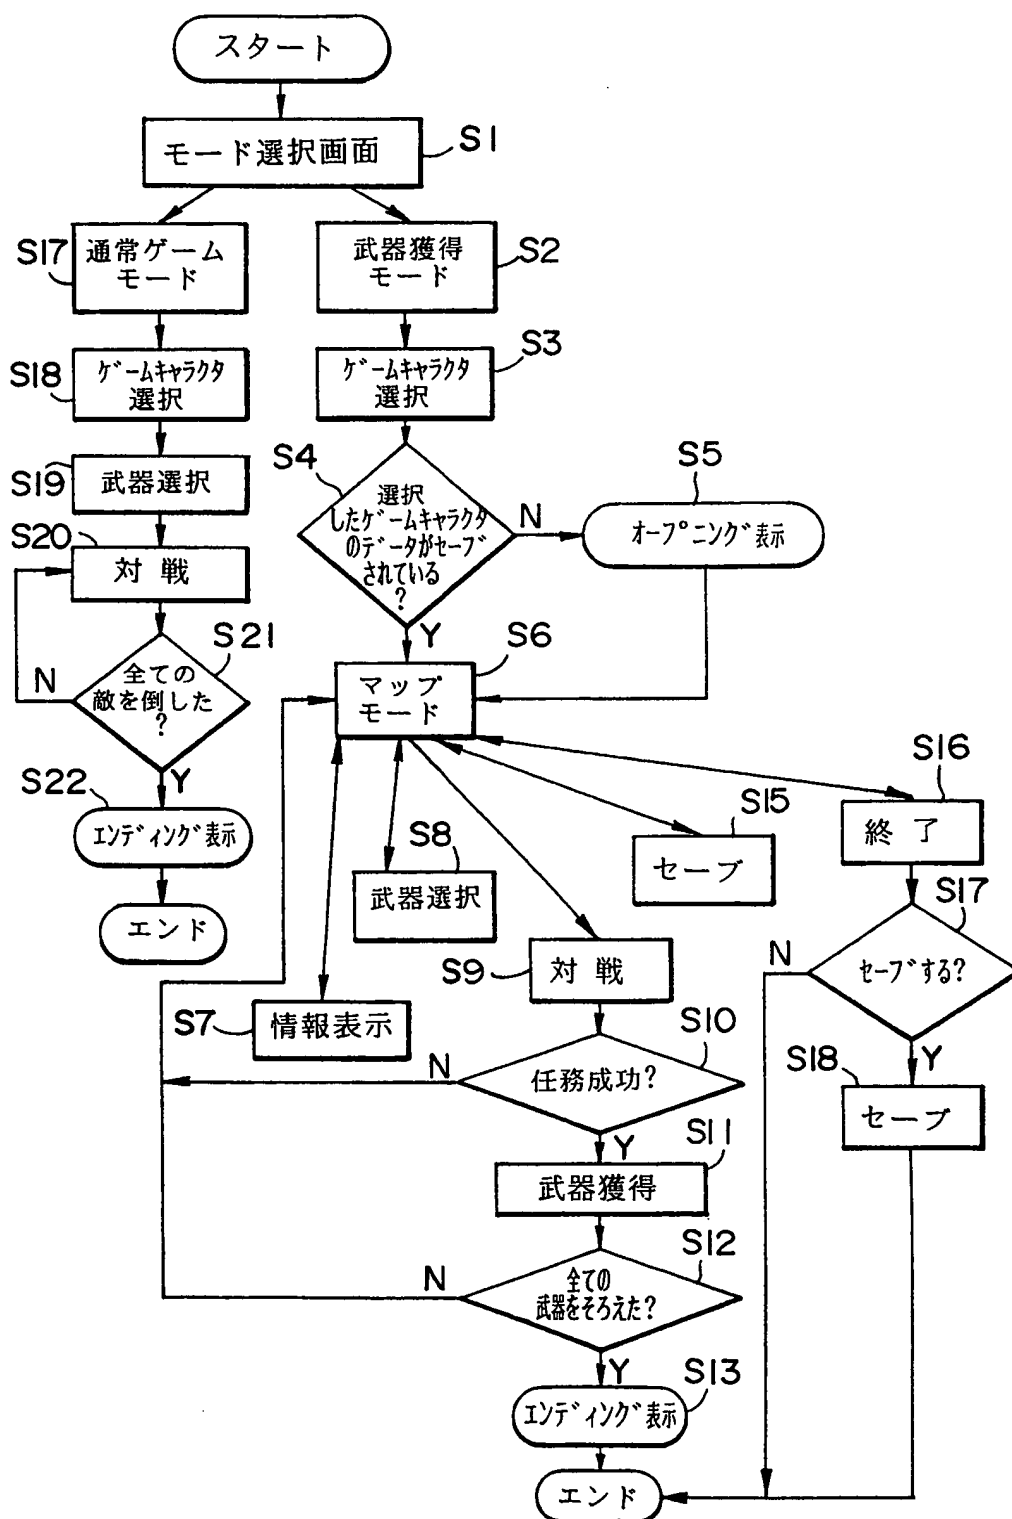 スタート
モード選択画面
S1
S17
通常ゲーム
モード
武器獲得
モード
S2
S18
ゲームキャラクタ
選択
S3
ゲームキャラクタ
選択
S19
武器選択
S4
選択
したゲームキャラクタ
のデータがセーブ
されている
?
N
Y
S5
オープニング表示
S20
対戦
S21
全ての
敵を倒した
?
N
Y
S22
エンディング表示
エンド
S6
マップ
モード
S7
情報表示
S8
武器選択
S9
対戦
S15
セーブ
S16
終了
S17
セーブする?
N
Y
S18
セーブ
S10
任務成功?
N
Y
S11
武器獲得
S12
全ての
武器をそろえた?
N
Y
S13
エンディング表示
エンド